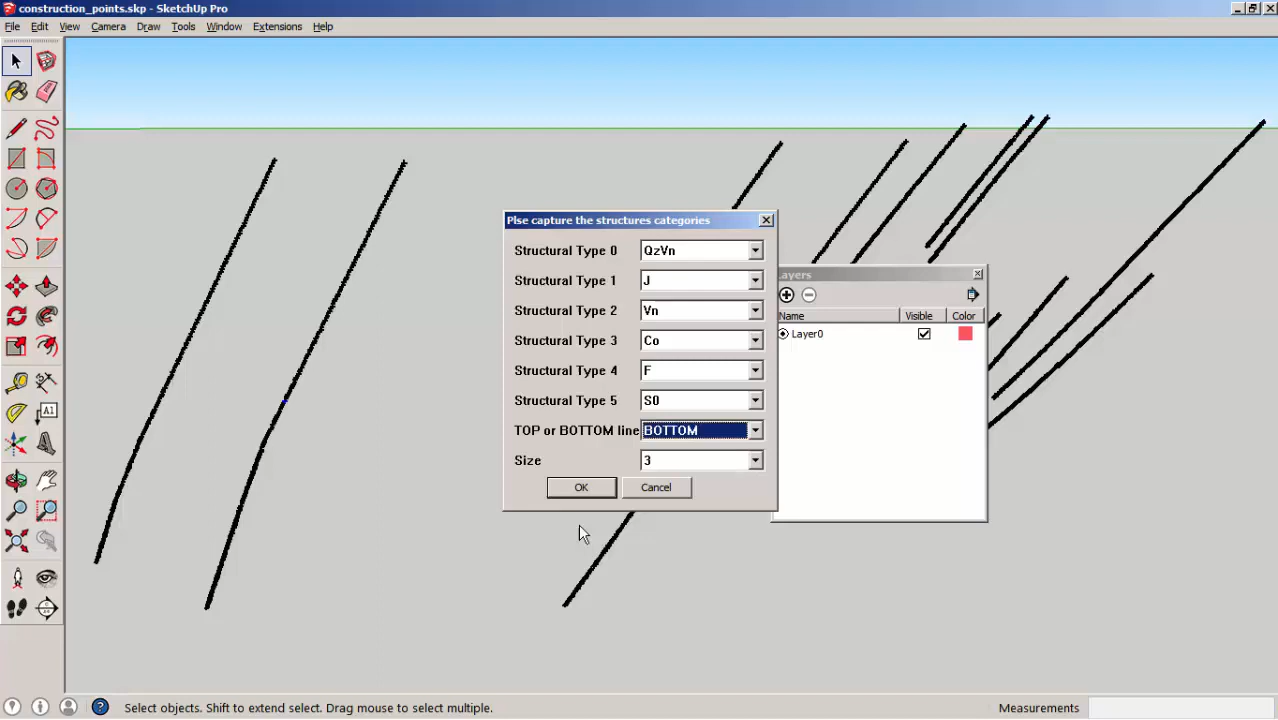 construction_points.skp - SketchUp Pro
File Edit View Camera Draw Tools Window Extensions Help
A1
Plse capture the structures categories
Structural Type 0 QzVn
Structural Type 1 J
Structural Type 2 Vn
Structural Type 3 Co
Structural Type 4 F
Structural Type 5 S0
TOP or BOTTOM line BOTTOM
Size 3
OK Cancel
ayers
Name Visible Color
Layer0
Select objects. Shift to extend select. Drag mouse to select multiple.
Measurements